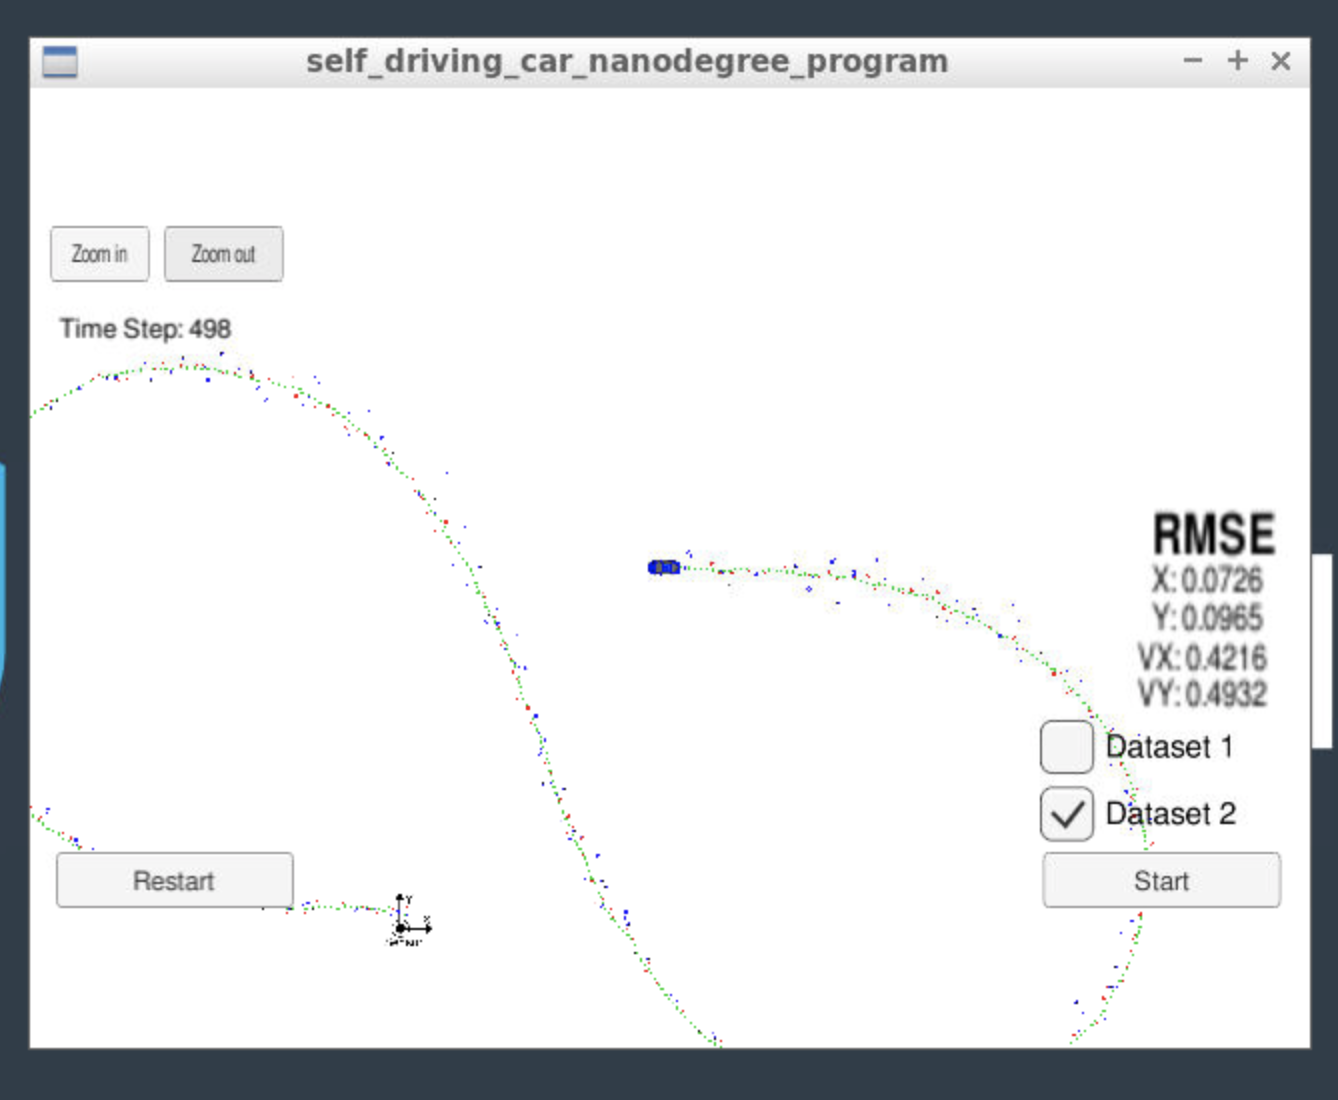 self_driving_car_nanodegree_program
Zoom in
Zoom out
Time Step: 498
RMSE
X: 0.0726
Y: 0.0965
VX: 0.4216
VY: 0.4932
Dataset 1
Dataset 2
Restart
Start
Y
X